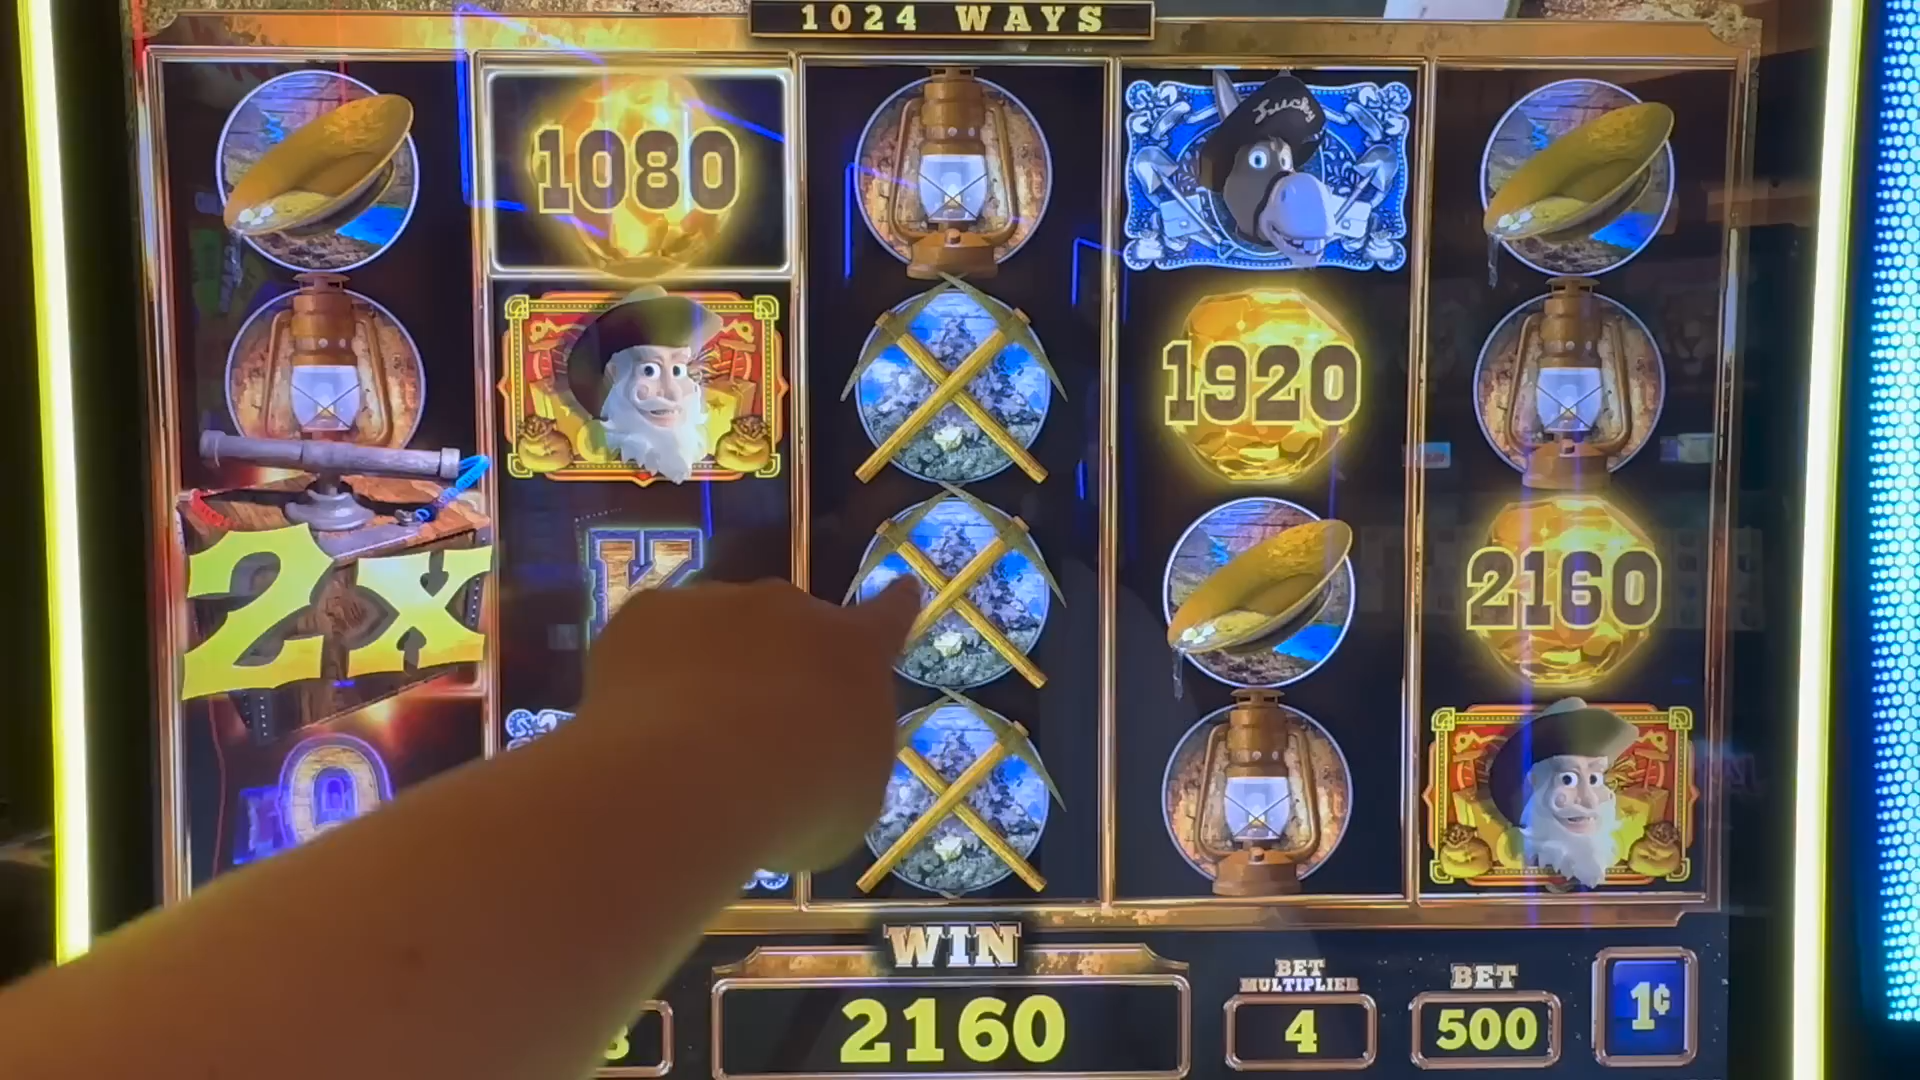 1024 WAYS
1080
Lucky
1920
2x
K
2160
Q
WIN
2160
BET
MULTIPLIER
4
BET
500
1¢